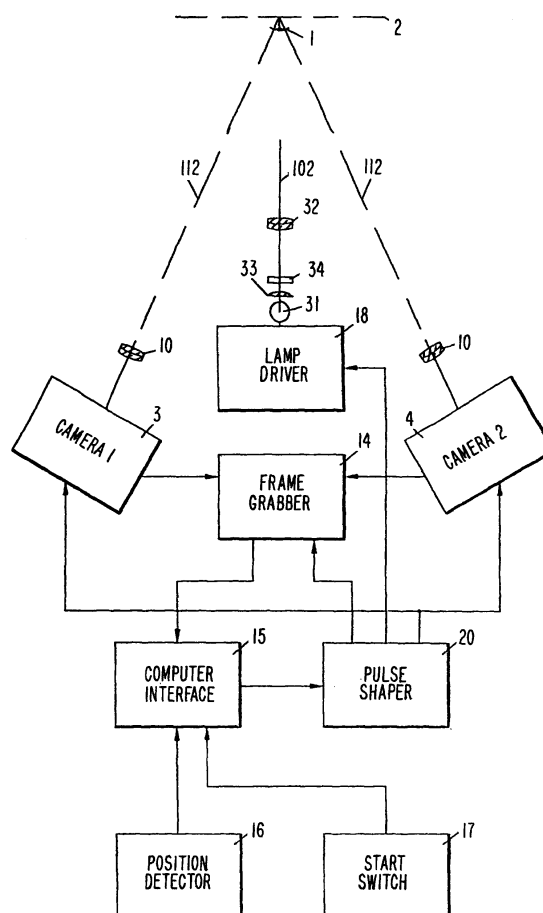 1
2
112
102
112
32
34
33
31
18
10
10
LAMP
DRIVER
3
CAMERA 1
4
CAMERA 2
14
FRAME
GRABBER
15
COMPUTER
INTERFACE
20
PULSE
SHAPER
16
POSITION
DETECTOR
17
START
SWITCH